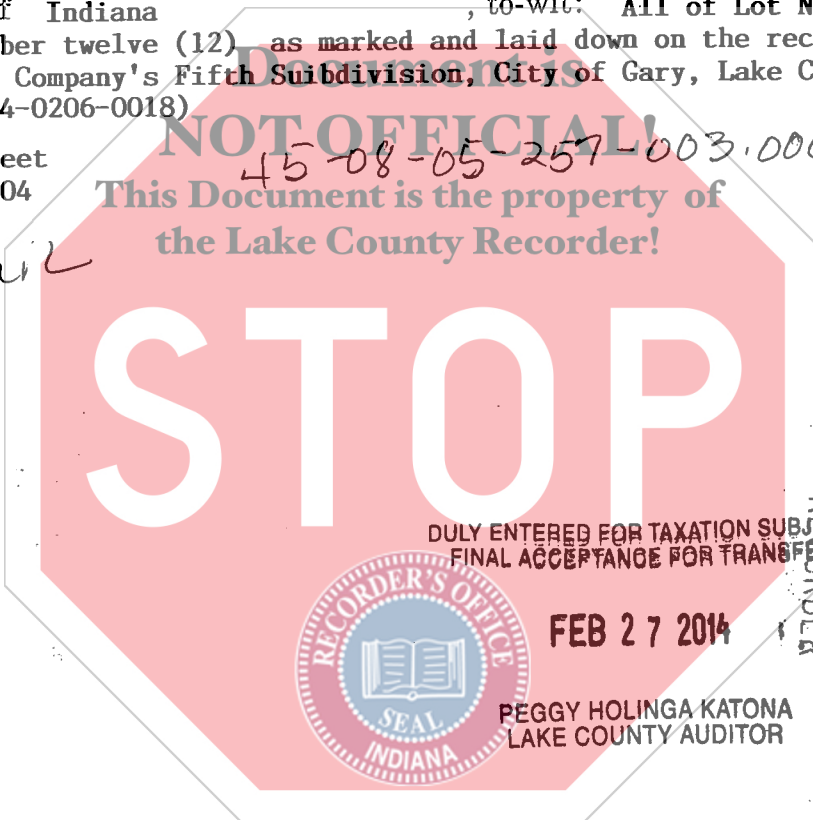 f Indiana , to-wit: All of Lot N
ber twelve (12) as marked and laid down on the rec
Document is
Company's Fifth Suibdivision, City of Gary, Lake C
4-0206-0018)
NOT OFFICIAL!
45-08-05-257-003.000
eet
04
This Document is the property of
the Lake County Recorder!
STOP
DULY ENTERED FOR TAXATION SUBJ
FINAL ACCEPTANCE FOR TRANSFE
RECORDER'S OFFICE
FEB 27 2014
SEAL
INDIANA
PEGGY HOLINGA KATONA
LAKE COUNTY AUDITOR